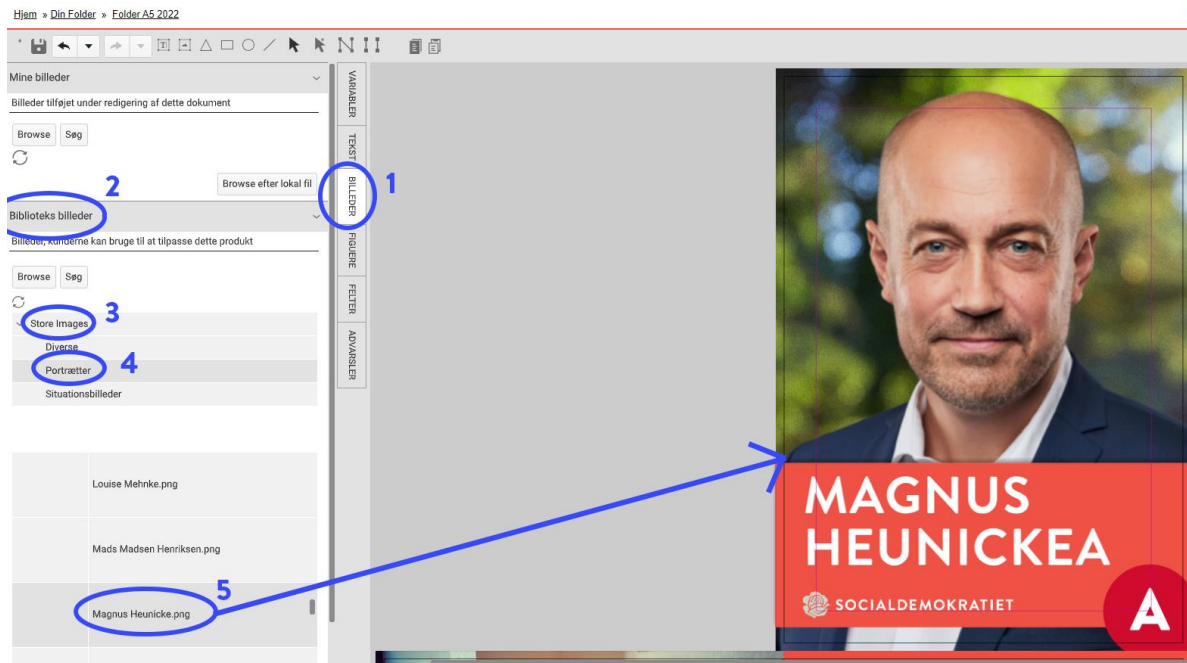 Hjem » Din Folder » Folder A5 2022
T
Mine billeder
Billeder tilføjet under redigering af dette dokument
Browse Søg
Browse efter lokal fil
2
Biblioteks billeder
Billeder, kunderne kan bruge til at tilpasse dette produkt
Browse Søg
Store Images
3
Diverse
Portrætter
4
Situationsbilleder
Louise Mehnke.png
Mads Madsen Henriksen.png
5
Magnus Heunicke.png
VARIABLER
TEKST
BILLEDER
1
FIGUERE
FELTER
ADVARSLER
MAGNUS
HEUNICKEA
SOCIALDEMOKRATIET
A